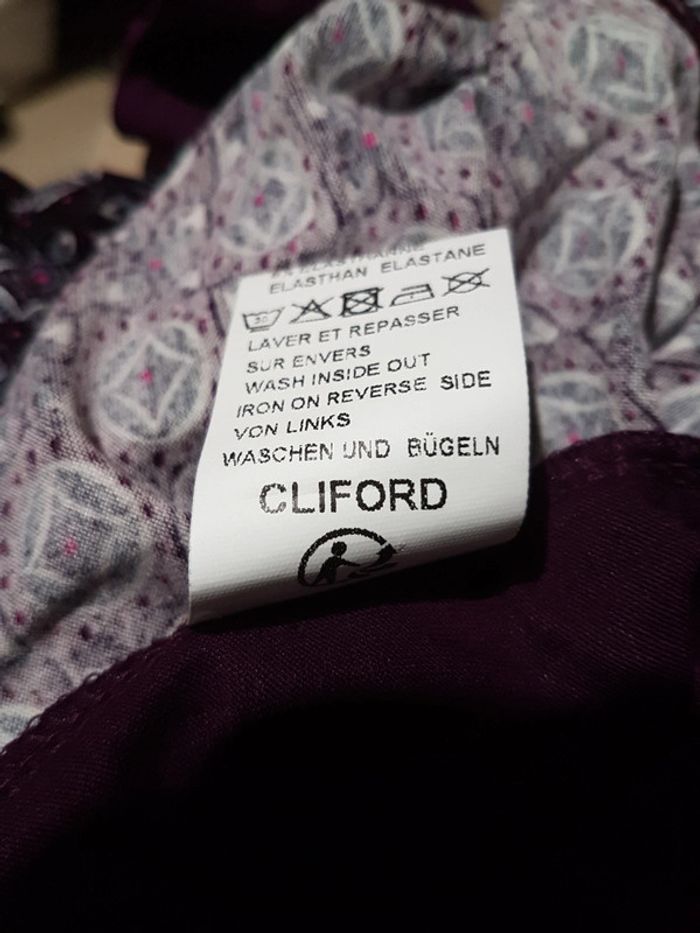 ELASTHAN ELASTANE
30
LAVER ET REPASSER
SUR ENVERS
WASH INSIDE OUT
IRON ON REVERSE SIDE
VON LINKS
WASCHEN UND BÜGELN
CLIFORD